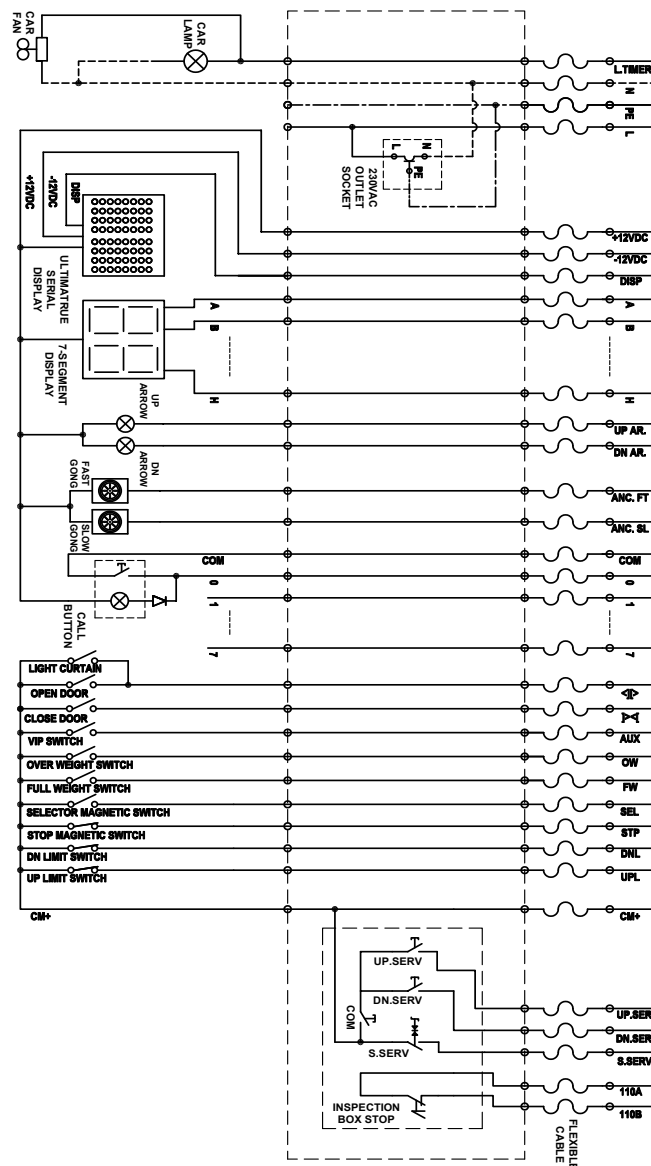 CAR
FAN
CAR
LAMP
L.TIMER
N
PE
L
L
N
PE
230VAC
OUTLET
SOCKET
+12VDC
-12VDC
DISP
ULTIMATRUE
SERIAL
DISPLAY
+12VDC
-12VDC
DISP
7-SEGMENT
DISPLAY
A
B
H
A
B
H
UP
ARROW
DN
ARROW
UP AR.
DN AR.
FAST
GONG
SLOW
GONG
ANC. FT
ANC. SL
COM
0
1
7
COM
0
1
7
CALL
BUTTON
LIGHT CURTAIN
OPEN DOOR
<|>
CLOSE DOOR
>|<
VIP SWITCH
AUX
OVER WEIGHT SWITCH
OW
FULL WEIGHT SWITCH
FW
SELECTOR MAGNETIC SWITCH
SEL
STOP MAGNETIC SWITCH
STP
DN LIMIT SWITCH
DNL
UP LIMIT SWITCH
UPL
CM+
CM+
UP.SERV
DN.SERV
COM
S.SERV
UP.SER
DN.SER
S.SERV
INSPECTION
BOX STOP
110A
110B
FLEXIBLE
CABLE